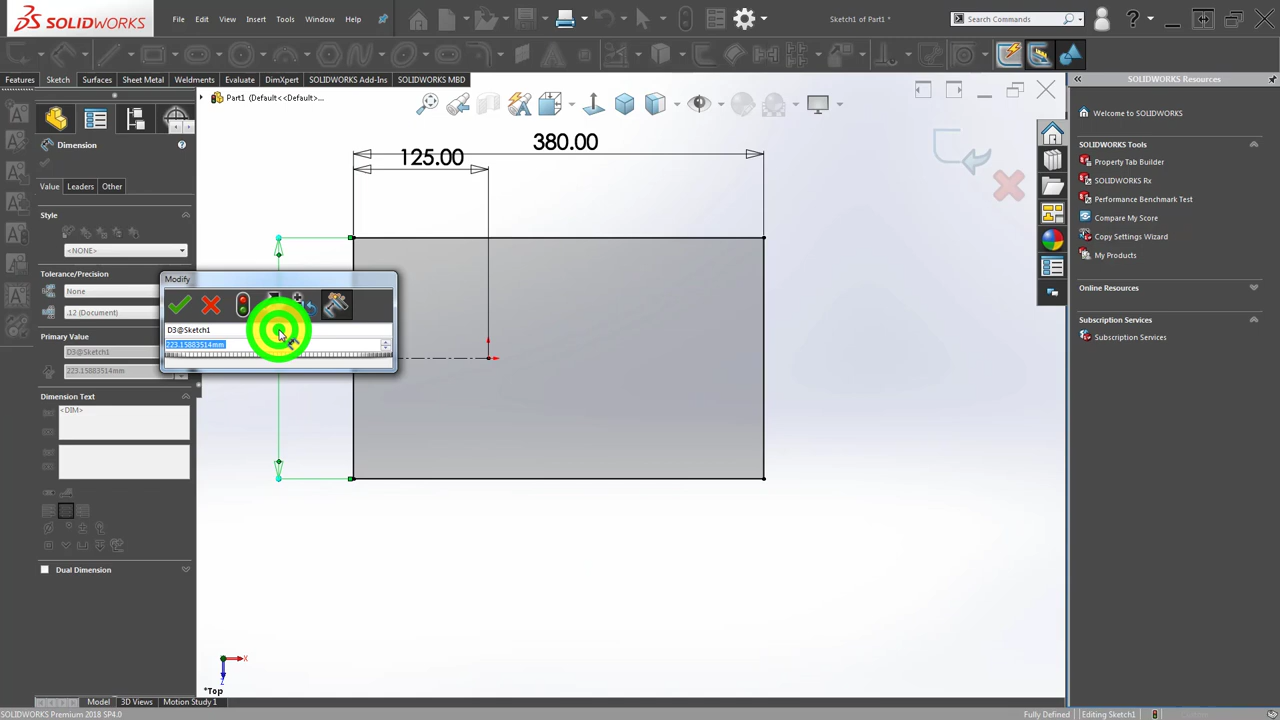 SOLIDWORKS
File Edit View Insert Tools Window Help
Sketch1 of Part1 *
Search Commands
Features Sketch Surfaces Sheet Metal Weldments Evaluate DimXpert SOLIDWORKS Add-Ins SOLIDWORKS MBD
SOLIDWORKS Resources
Part1 (Default<<Default>...
Welcome to SOLIDWORKS
SOLIDWORKS Tools
Property Tab Builder
SOLIDWORKS Rx
Performance Benchmark Test
Compare My Score
Copy Settings Wizard
My Products
Online Resources
Subscription Services
Subscription Services
Dimension
Value Leaders Other
Style
<NONE>
Tolerance/Precision
None
.12 (Document)
Primary Value
D3@Sketch1
223.15883514mm
Dimension Text
<DIM>
Dual Dimension
380.00
125.00
Modify
D3@Sketch1
223.15883514mm
X
Z
*Top
Model 3D Views Motion Study 1
SOLIDWORKS Premium 2018 SP4.0
Fully Defined Editing Sketch1